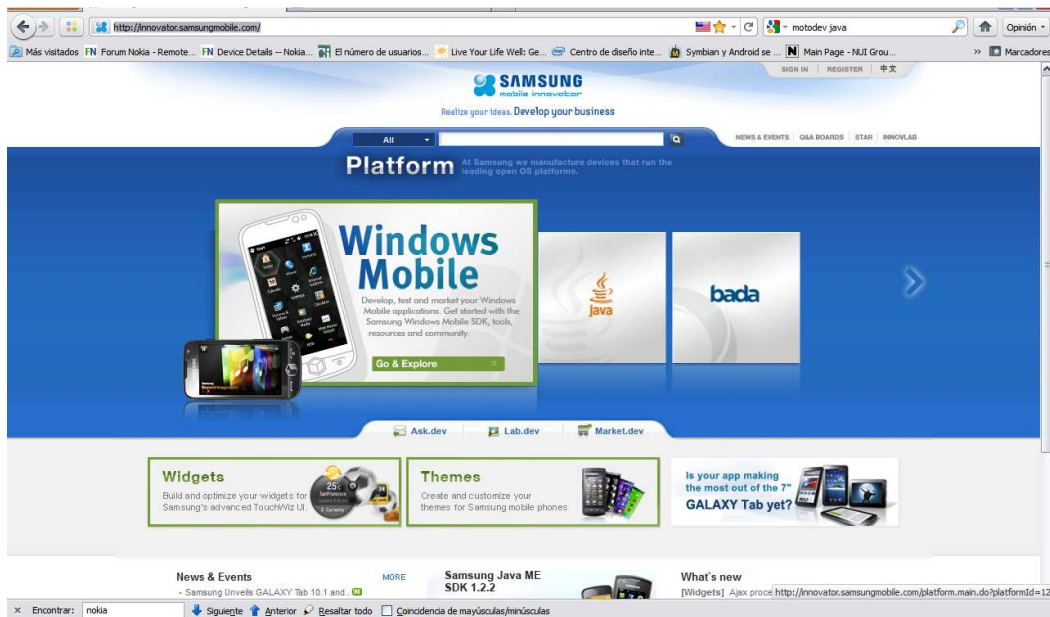 http://innovator.samsungmobile.com/
motodev java
Opinión
Más visitados
Forum Nokia - Remote...
Device Details -- Nokia...
El número de usuarios...
Live Your Life Well: Ge...
Centro de diseño inte...
Symbian y Android se ...
Main Page - NUI Grou...
»
Marcadores
SIGN IN | REGISTER | 中文
SAMSUNG
mobile innovator
Realize your ideas. Develop your business
All
NEWS & EVENTS | Q&A BOARDS | STAR | INNOVLAB
Platform
At Samsung we manufacture devices that run the
leading open OS platforms.
Windows
Mobile
Develop, test and market your Windows
Mobile applications. Get started with the
Samsung Windows Mobile SDK, tools,
resources and community.
Go & Explore
Java
bada
Ask.dev
Lab.dev
Market.dev
Widgets
Build and optimize your widgets for
Samsung's advanced TouchWiz UI.
Themes
Create and customize your
themes for Samsung mobile phones
Is your app making
the most out of the 7"
GALAXY Tab yet?
News & Events
MORE
- Samsung Unveils GALAXY Tab 10.1 and..
Samsung Java ME
SDK 1.2.2
What's new
[Widgets] Ajax proce
http://innovator.samsungmobile.com/platform.main.do?platformId=12
× Encontrar: nokia
Siguiente
Anterior
Resaltar todo
Coincidencia de mayúsculas/minúsculas